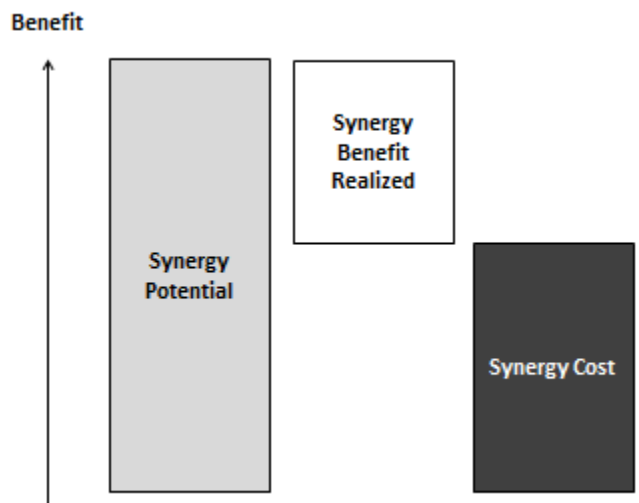 Benefit
Synergy
Benefit
Realized
Synergy
Potential
Synergy Cost